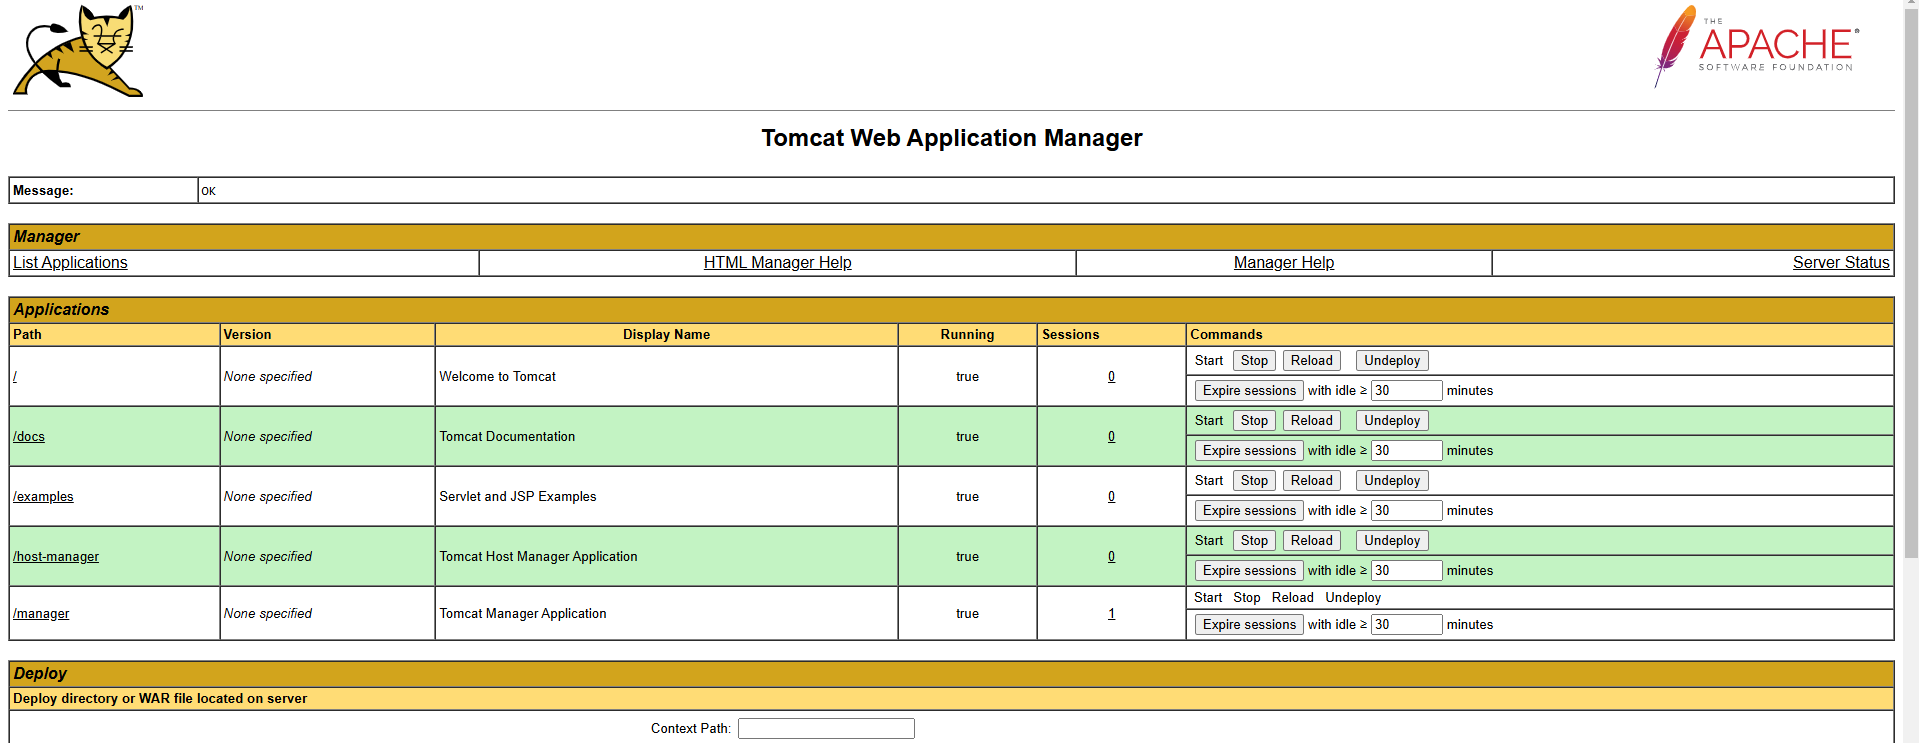 TM
THE
APACHE®
SOFTWARE FOUNDATION
Tomcat Web Application Manager
Message: OK
Manager
List Applications HTML Manager Help Manager Help Server Status
Applications
Path Version Display Name Running Sessions Commands
/ None specified Welcome to Tomcat true 0 Start Stop Reload Undeploy
Expire sessions with idle ≥ 30 minutes
/docs None specified Tomcat Documentation true 0 Start Stop Reload Undeploy
Expire sessions with idle ≥ 30 minutes
/examples None specified Servlet and JSP Examples true 0 Start Stop Reload Undeploy
Expire sessions with idle ≥ 30 minutes
/host-manager None specified Tomcat Host Manager Application true 0 Start Stop Reload Undeploy
Expire sessions with idle ≥ 30 minutes
/manager None specified Tomcat Manager Application true 1 Start Stop Reload Undeploy
Expire sessions with idle ≥ 30 minutes
Deploy
Deploy directory or WAR file located on server
Context Path: